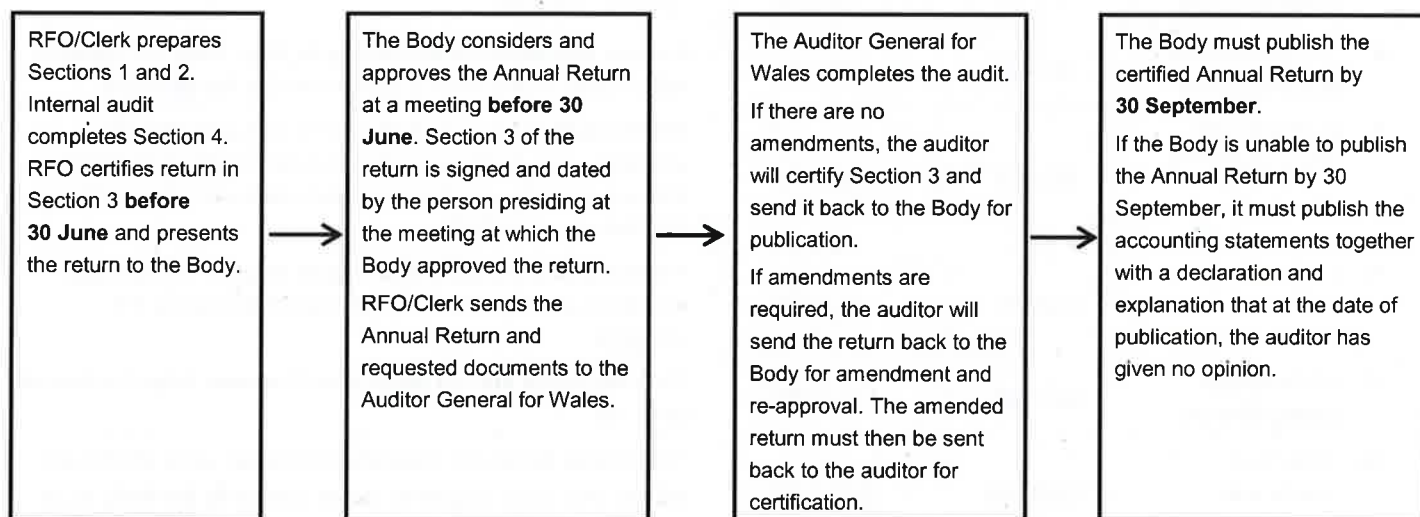 RFO/Clerk prepares
Sections 1 and 2.
Internal audit
completes Section 4.
RFO certifies return in
Section 3 before
30 June and presents
the return to the Body.
The Body considers and
approves the Annual Return
at a meeting before 30
June. Section 3 of the
return is signed and dated
by the person presiding at
the meeting at which the
Body approved the return.
RFO/Clerk sends the
Annual Return and
requested documents to the
Auditor General for Wales.
The Auditor General for
Wales completes the audit.
If there are no
amendments, the auditor
will certify Section 3 and
send it back to the Body for
publication.
If amendments are
required, the auditor will
send the return back to the
Body for amendment and
re-approval. The amended
return must then be sent
back to the auditor for
certification.
The Body must publish the
certified Annual Return by
30 September.
If the Body is unable to publish
the Annual Return by 30
September, it must publish the
accounting statements together
with a declaration and
explanation that at the date of
publication, the auditor has
given no opinion.